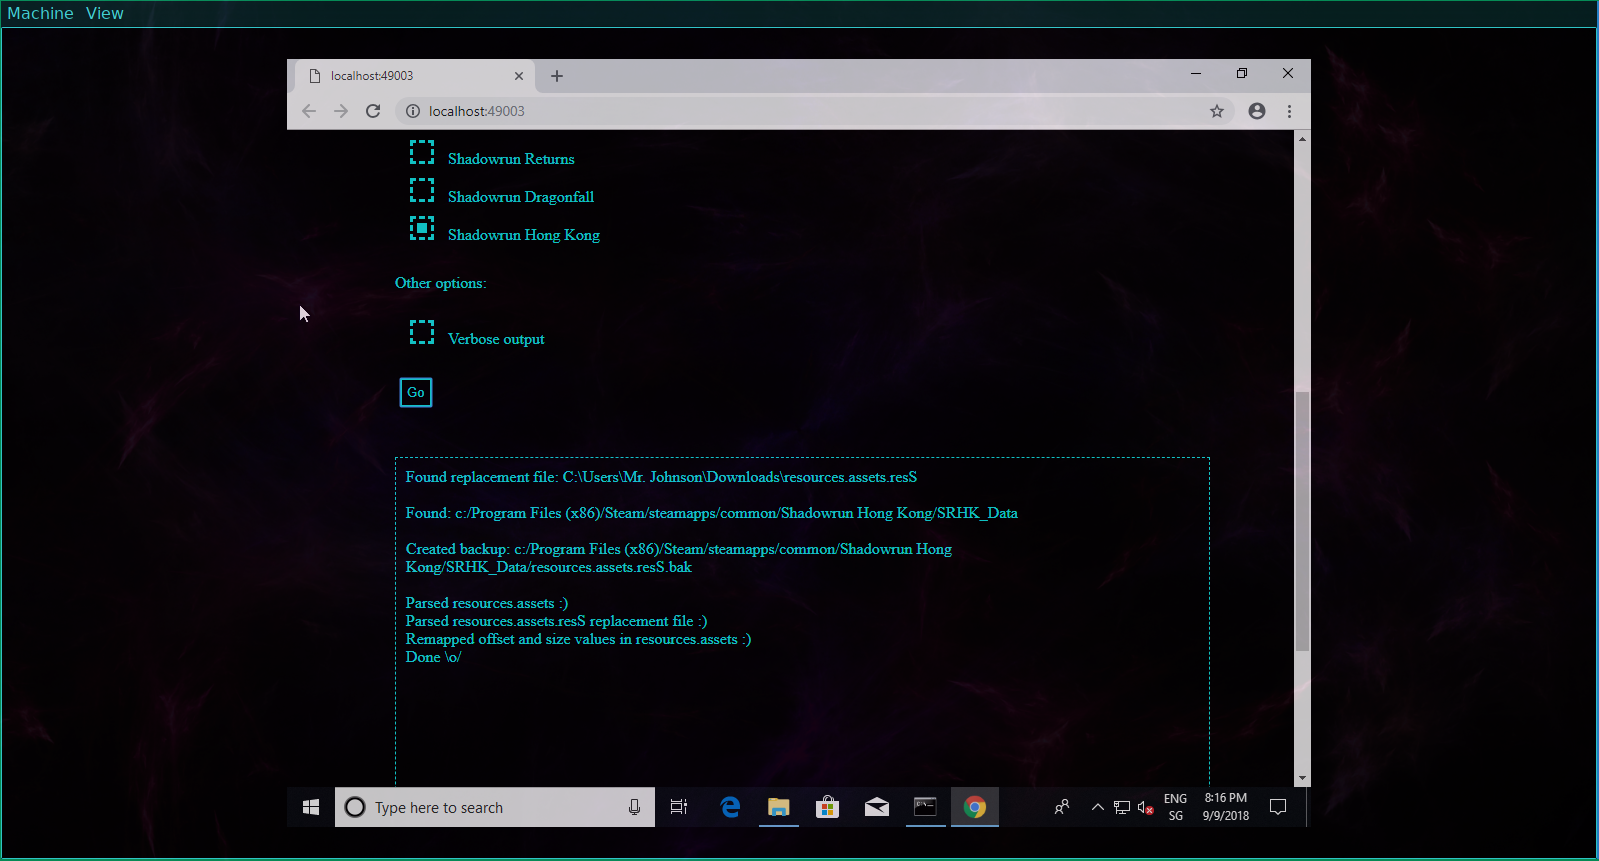 Machine View
localhost:49003
localhost:49003
Shadowrun Returns
Shadowrun Dragonfall
Shadowrun Hong Kong
Other options:
Verbose output
Go
Found replacement file: C:\Users\Mr. Johnson\Downloads\resources.assets.resS
Found: c:/Program Files (x86)/Steam/steamapps/common/Shadowrun Hong Kong/SRHK_Data
Created backup: c:/Program Files (x86)/Steam/steamapps/common/Shadowrun Hong
Kong/SRHK_Data/resources.assets.resS.bak
Parsed resources.assets :)
Parsed resources.assets.resS replacement file :)
Remapped offset and size values in resources.assets :)
Done \o/
Type here to search
ENG
SG
8:16 PM
9/9/2018